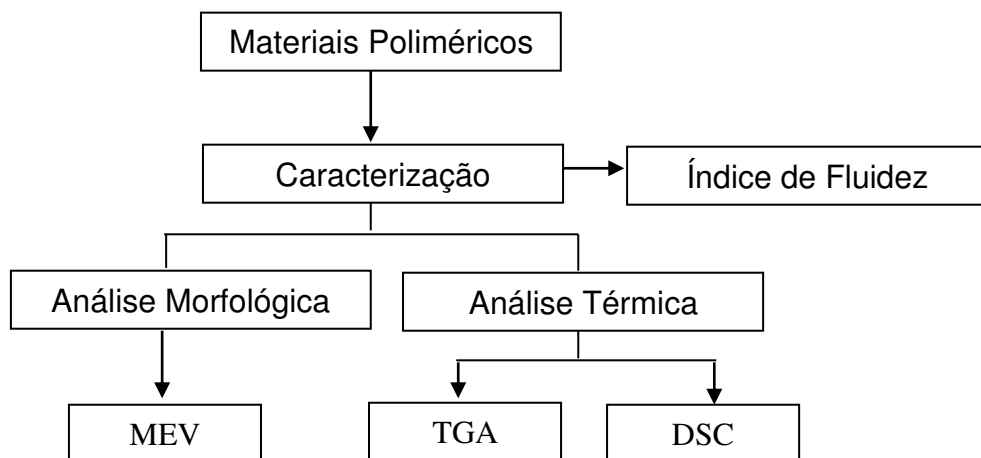 Materiais Poliméricos
Caracterização
Índice de Fluidez
Análise Morfológica
Análise Térmica
MEV
TGA
DSC